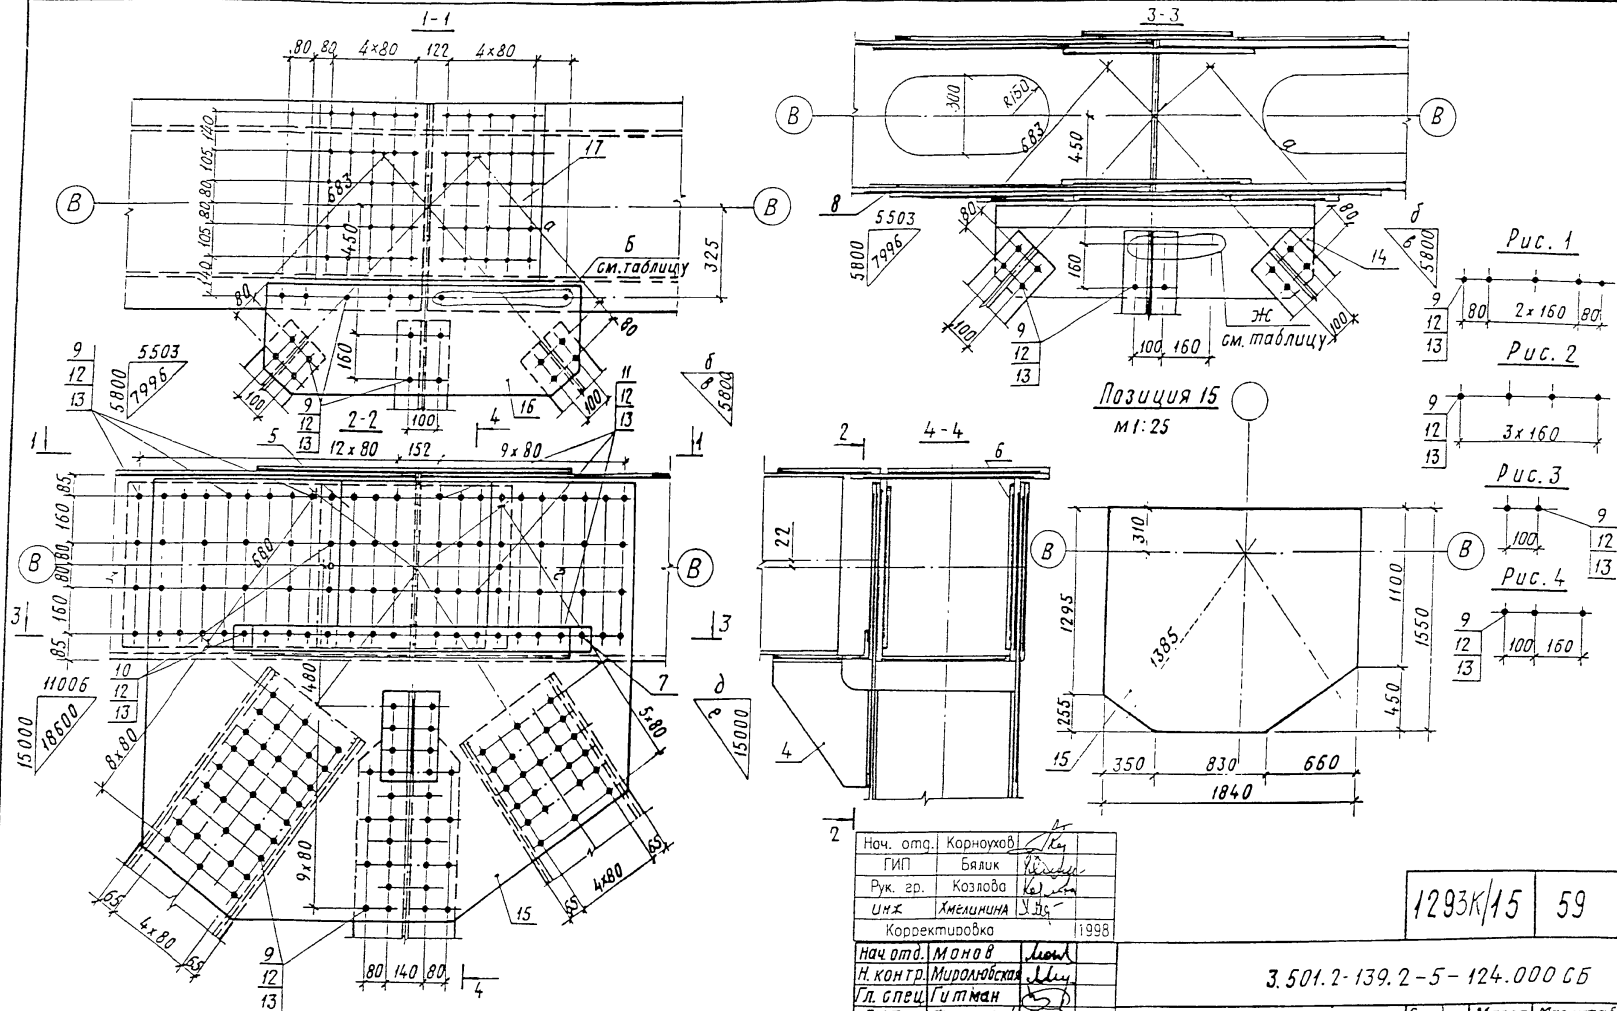 1-1
80 80 4×80 122 4×80
140
105
80
80
105
140
683
450
17
a
Б
см. таблицу
В
В
325
80
80
160
100
100
100
9
12
13
16
5503
5800
7996
б
в
5800
9
12
13
11
12
13
3-3
300
R150
683
450
a
В
В
8
5503
5800
7996
80
80
160
14
б
в
5800
100
100
9
12
13
100 160
Ж
см. таблицу
Рис. 1
9
12
13
80 2×160 80
Рис. 2
9
12
13
3×160
Рис. 3
100
9
12
13
Рис. 4
9
12
13
100 160
2-2
1
1
4
5
12×80 152 9×80
85
160
80
80
160
85
680
В
В
3
3
10
12
13
7
480
11006
15000
18600
д
е
15000
8×80
5×80
9×80
65
4×80
65
65
4×80
65
9
12
13
80 140 80
15
4
4-4
2
6
22
4
2
Позиция 15
М1:25
310
1295
255
В
В
1385
1100
1550
450
15
350 830 660
1840
Нач. отд. Корноухов
ГИП Бялик
Рук. гр. Козлова
инж Хмелинина
Корректировка 1998
Нач отд. Монов
Н. контр. Миролюбская
Гл. спец Гитман
1293К/15 59
3.501.2-139.2-5-124.000 СБ